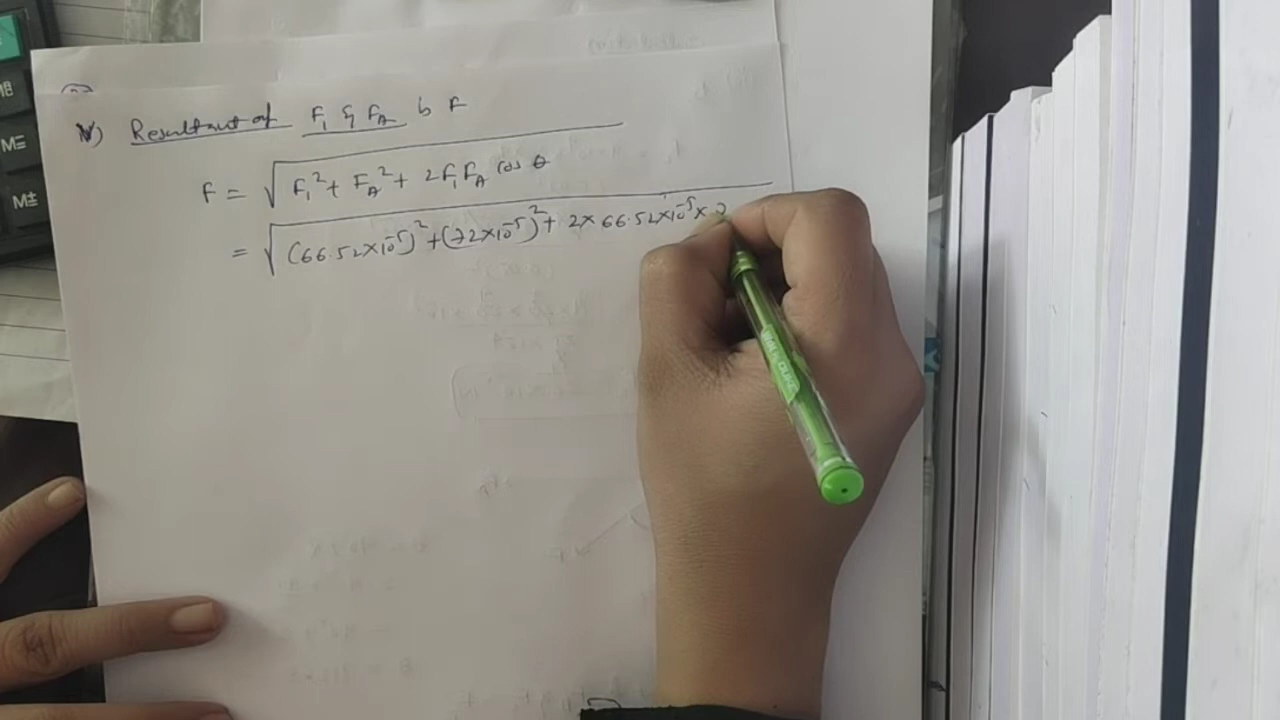 V) Resultant of F₁ & F_A is F
F = √(F₁² + F_A² + 2F₁F_A cos θ)
= √((66.52×10⁻⁵)² + (72×10⁻⁵)² + 2×66.52×10⁻⁵×
M=
M±